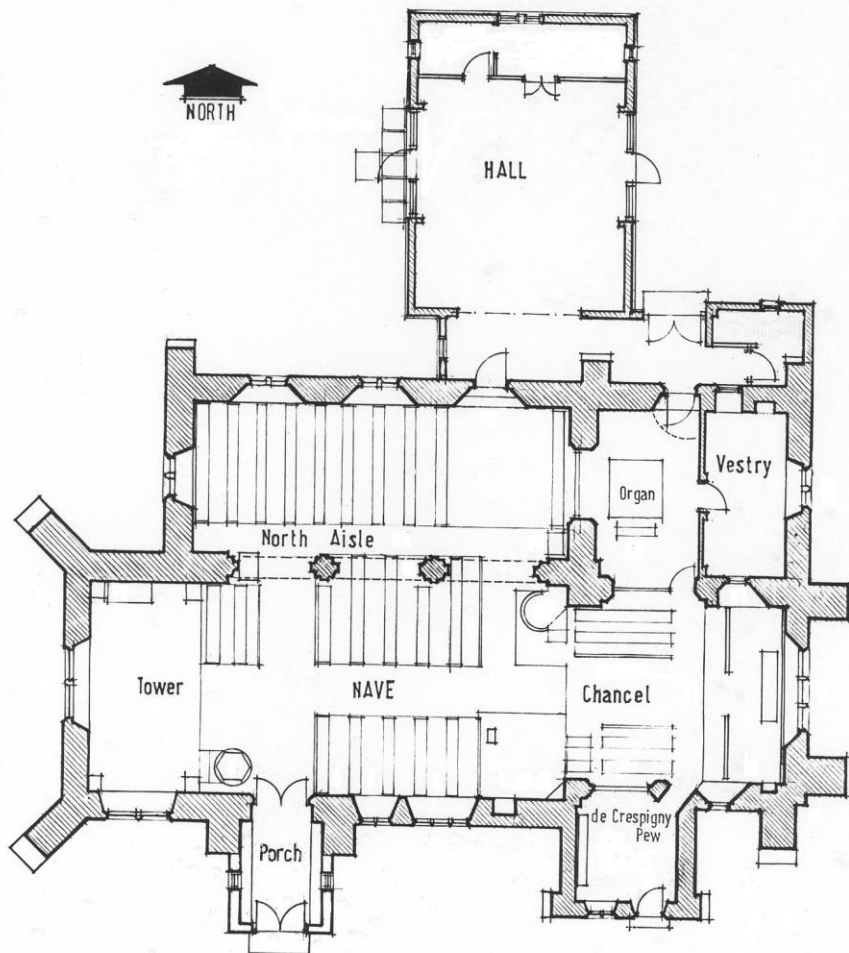 NORTH
HALL
Vestry
Organ
North Aisle
Tower
NAVE
Chancel
de Crespigny
Pew
Porch